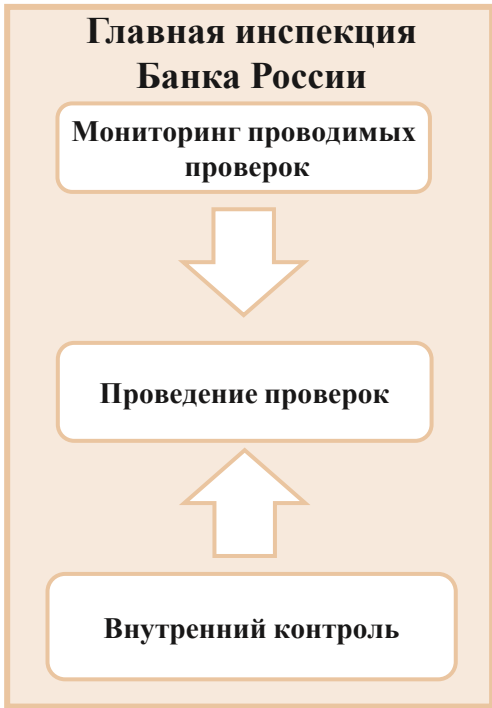 Главная инспекция
Банка России
Мониторинг проводимых
проверок
Проведение проверок
Внутренний контроль